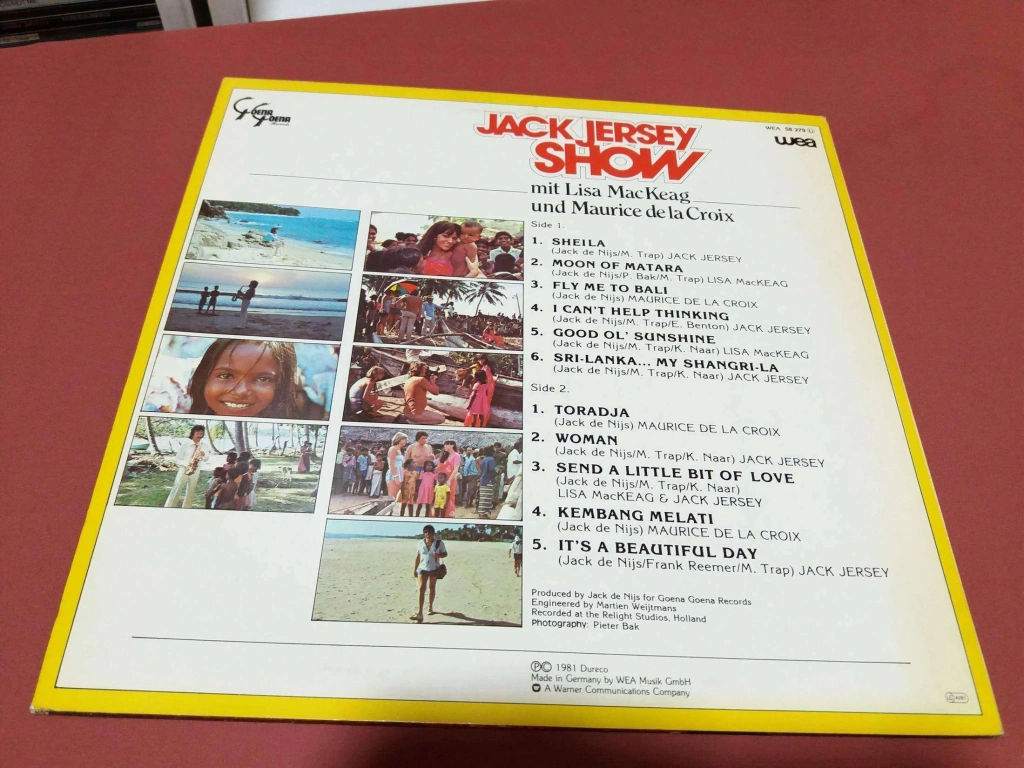 GOENA
GOENA
Records
WEA 58 279
wea
JACK JERSEY
SHOW
mit Lisa MacKeag
und Maurice de la Croix
Side 1.
1. SHEILA
(Jack de Nijs/M. Trap) JACK JERSEY
2. MOON OF MATARA
(Jack de Nijs/P. Bak/M. Trap) LISA MacKEAG
3. FLY ME TO BALI
(Jack de Nijs) MAURICE DE LA CROIX
4. I CAN'T HELP THINKING
(Jack de Nijs/M. Trap/E. Benton) JACK JERSEY
5. GOOD OL' SUNSHINE
(Jack de Nijs/M. Trap/K. Naar) LISA MacKEAG
6. SRI-LANKA... MY SHANGRI-LA
(Jack de Nijs/M. Trap/K. Naar) JACK JERSEY
Side 2.
1. TORADJA
(Jack de Nijs) MAURICE DE LA CROIX
2. WOMAN
(Jack de Nijs/M. Trap/K. Naar) JACK JERSEY
3. SEND A LITTLE BIT OF LOVE
(Jack de Nijs/M. Trap/K. Naar)
LISA MacKEAG & JACK JERSEY
4. KEMBANG MELATI
(Jack de Nijs) MAURICE DE LA CROIX
5. IT'S A BEAUTIFUL DAY
(Jack de Nijs/Frank Reemer/M. Trap) JACK JERSEY
Produced by Jack de Nijs for Goena Goena Records
Engineered by Martien Weijtmans
Recorded at the Relight Studios, Holland
Photography: Pieter Bak
℗© 1981 Dureco
Made in Germany by WEA Musik GmbH
A Warner Communications Company